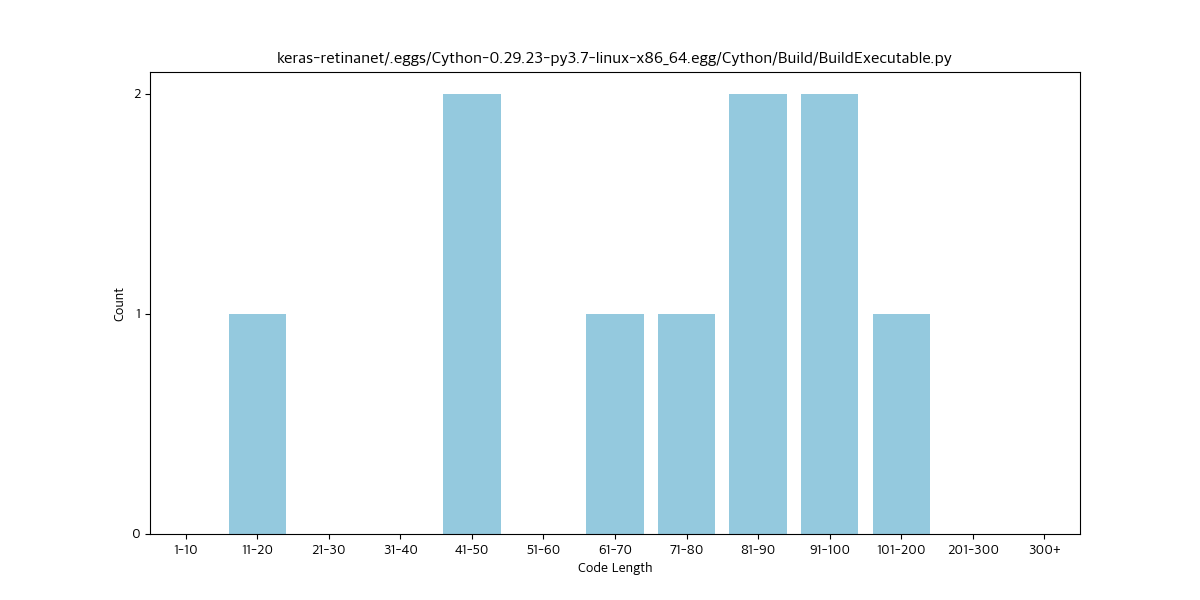 keras-retinanet/.eggs/Cython-0.29.23-py3.7-linux-x86_64.egg/Cython/Build/BuildExecutable.py
2
1
0
Count
1-10 11-20 21-30 31-40 41-50 51-60 61-70 71-80 81-90 91-100 101-200 201-300 300+
Code Length